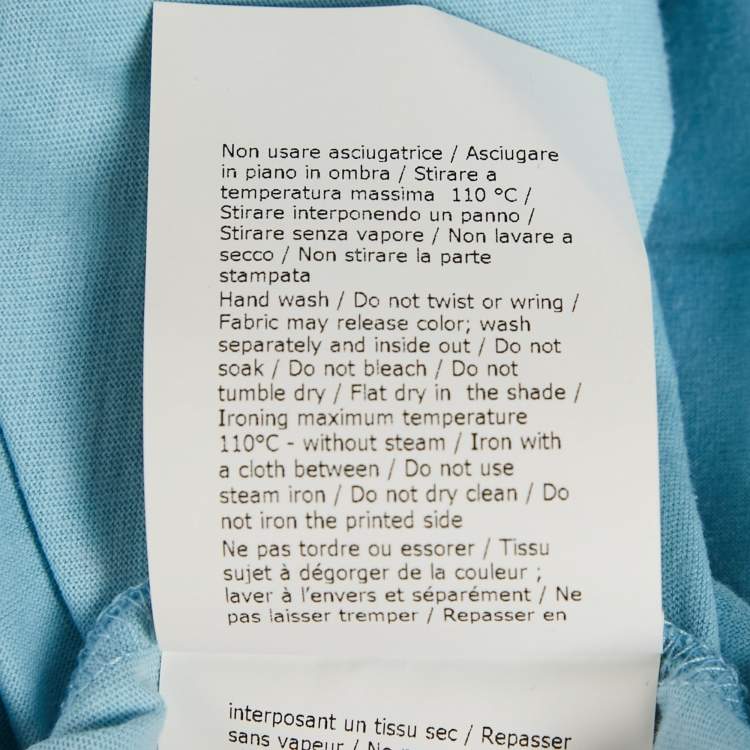 Non usare asciugatrice / Asciugare
in piano in ombra / Stirare a
temperatura massima 110 °C /
Stirare interponendo un panno /
Stirare senza vapore / Non lavare a
secco / Non stirare la parte
stampata
Hand wash / Do not twist or wring /
Fabric may release color; wash
separately and inside out / Do not
soak / Do not bleach / Do not
tumble dry / Flat dry in the shade /
Ironing maximum temperature
110°C - without steam / Iron with
a cloth between / Do not use
steam iron / Do not dry clean / Do
not iron the printed side
Ne pas tordre ou essorer / Tissu
sujet à dégorger de la couleur ;
laver à l'envers et séparément / Ne
pas laisser tremper / Repasser en
interposant un tissu sec / Repasser
sans vapeur / Ne